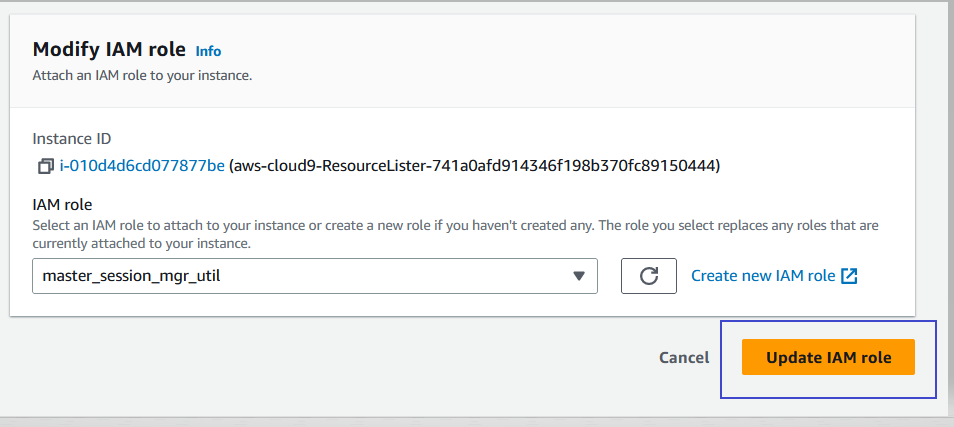 Modify IAM role Info
Attach an IAM role to your instance.
Instance ID
i-010d4d6cd077877be (aws-cloud9-ResourceLister-741a0afd914346f198b370fc89150444)
IAM role
Select an IAM role to attach to your instance or create a new role if you haven't created any. The role you select replaces any roles that are
currently attached to your instance.
master_session_mgr_util
Create new IAM role
Cancel
Update IAM role